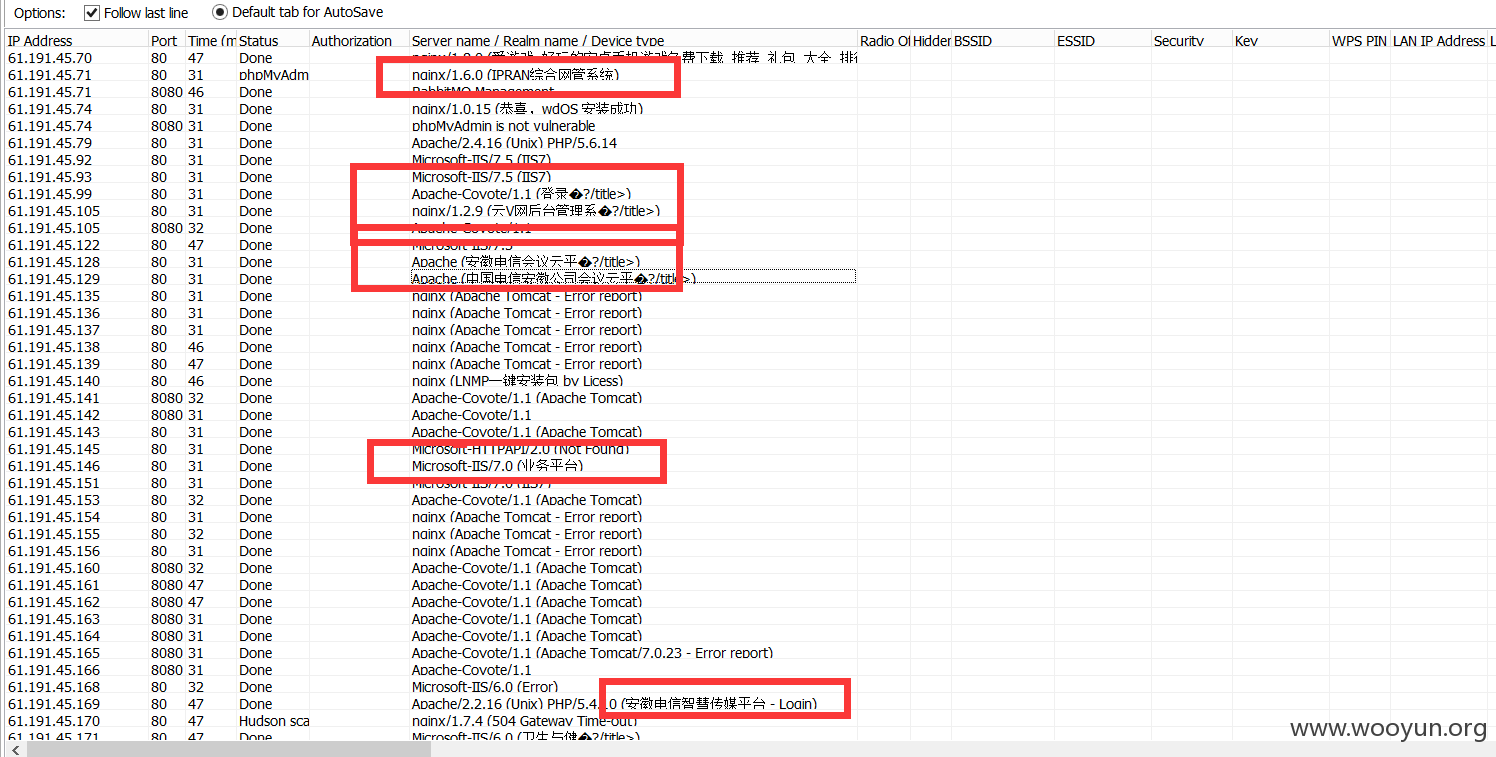 Options: Follow last line Default tab for AutoSave
IP Address Port Time (m Status Authorization Server name / Realm name / Device type Radio Of Hidden BSSID ESSID Security Key WPS PIN LAN IP Address L
61.191.45.70 80 47 Done 好玩的安卓手机游戏免费下载 推荐 礼包 大全 排
61.191.45.71 80 31 phpMyAdm nginx/1.6.0 (IPRAN综合网管系统)
61.191.45.71 8080 46 Done RabbitMQ Management
61.191.45.74 80 31 Done nginx/1.0.15 (恭喜，wdOS 安装成功)
61.191.45.74 8080 31 Done phpMyAdmin is not vulnerable
61.191.45.79 80 31 Done Apache/2.4.16 (Unix) PHP/5.6.14
61.191.45.92 80 31 Done Microsoft-IIS/7.5 (IIS7)
61.191.45.93 80 31 Done Microsoft-IIS/7.5 (IIS7)
61.191.45.99 80 31 Done Apache-Coyote/1.1 (登录�?/title>)
61.191.45.105 80 31 Done nginx/1.2.9 (云V网后台管理系�?/title>)
61.191.45.105 8080 32 Done Apache-Coyote/1.1
61.191.45.122 80 47 Done Microsoft-IIS/7.5
61.191.45.128 80 31 Done Apache (安徽电信会议云平�?/title>)
61.191.45.129 80 31 Done Apache (中国电信安徽公司会议云平�?/title>)
61.191.45.135 80 31 Done nginx (Apache Tomcat - Error report)
61.191.45.136 80 31 Done nginx (Apache Tomcat - Error report)
61.191.45.137 80 31 Done nginx (Apache Tomcat - Error report)
61.191.45.138 80 46 Done nginx (Apache Tomcat - Error report)
61.191.45.139 80 47 Done nginx (Apache Tomcat - Error report)
61.191.45.140 80 46 Done nginx (LNMP一键安装包 by Licess)
61.191.45.141 8080 32 Done Apache-Coyote/1.1 (Apache Tomcat)
61.191.45.142 8080 31 Done Apache-Coyote/1.1
61.191.45.143 80 31 Done Apache-Coyote/1.1 (Apache Tomcat)
61.191.45.145 80 31 Done Microsoft-HTTPAPI/2.0 (Not Found)
61.191.45.146 80 31 Done Microsoft-IIS/7.0 (业务平台)
61.191.45.151 80 31 Done Microsoft-IIS/7.0 (IIS7)
61.191.45.153 80 32 Done Apache-Coyote/1.1 (Apache Tomcat)
61.191.45.154 80 31 Done nginx (Apache Tomcat - Error report)
61.191.45.155 80 32 Done nginx (Apache Tomcat - Error report)
61.191.45.156 80 31 Done nginx (Apache Tomcat - Error report)
61.191.45.160 8080 32 Done Apache-Coyote/1.1 (Apache Tomcat)
61.191.45.161 8080 47 Done Apache-Coyote/1.1 (Apache Tomcat)
61.191.45.162 8080 47 Done Apache-Coyote/1.1 (Apache Tomcat)
61.191.45.163 8080 31 Done Apache-Coyote/1.1 (Apache Tomcat)
61.191.45.164 8080 31 Done Apache-Coyote/1.1 (Apache Tomcat)
61.191.45.165 8080 31 Done Apache-Coyote/1.1 (Apache Tomcat/7.0.23 - Error report)
61.191.45.166 8080 31 Done Apache-Coyote/1.1
61.191.45.168 80 32 Done Microsoft-IIS/6.0 (Error)
61.191.45.169 80 47 Done Apache/2.2.16 (Unix) (安徽电信智慧传媒平台 - Login)
61.191.45.170 80 47 Hudson sca nginx/1.7.4 (504 Gateway Time-out)
61.191.45.171 80 47 Done Microsoft-IIS/6.0 (卫生与健�?/title>)
www.wooyun.org